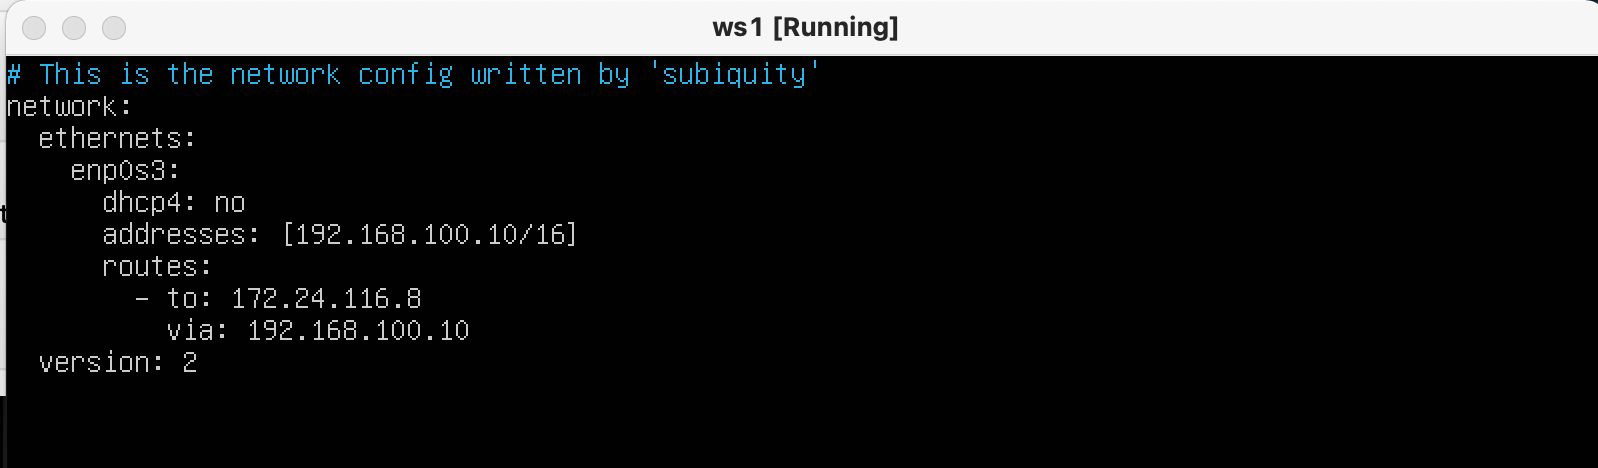 ws1 [Running]
# This is the network config written by 'subiquity'
network:
  ethernets:
    enp0s3:
      dhcp4: no
      addresses: [192.168.100.10/16]
      routes:
        - to: 172.24.116.8
          via: 192.168.100.10
  version: 2